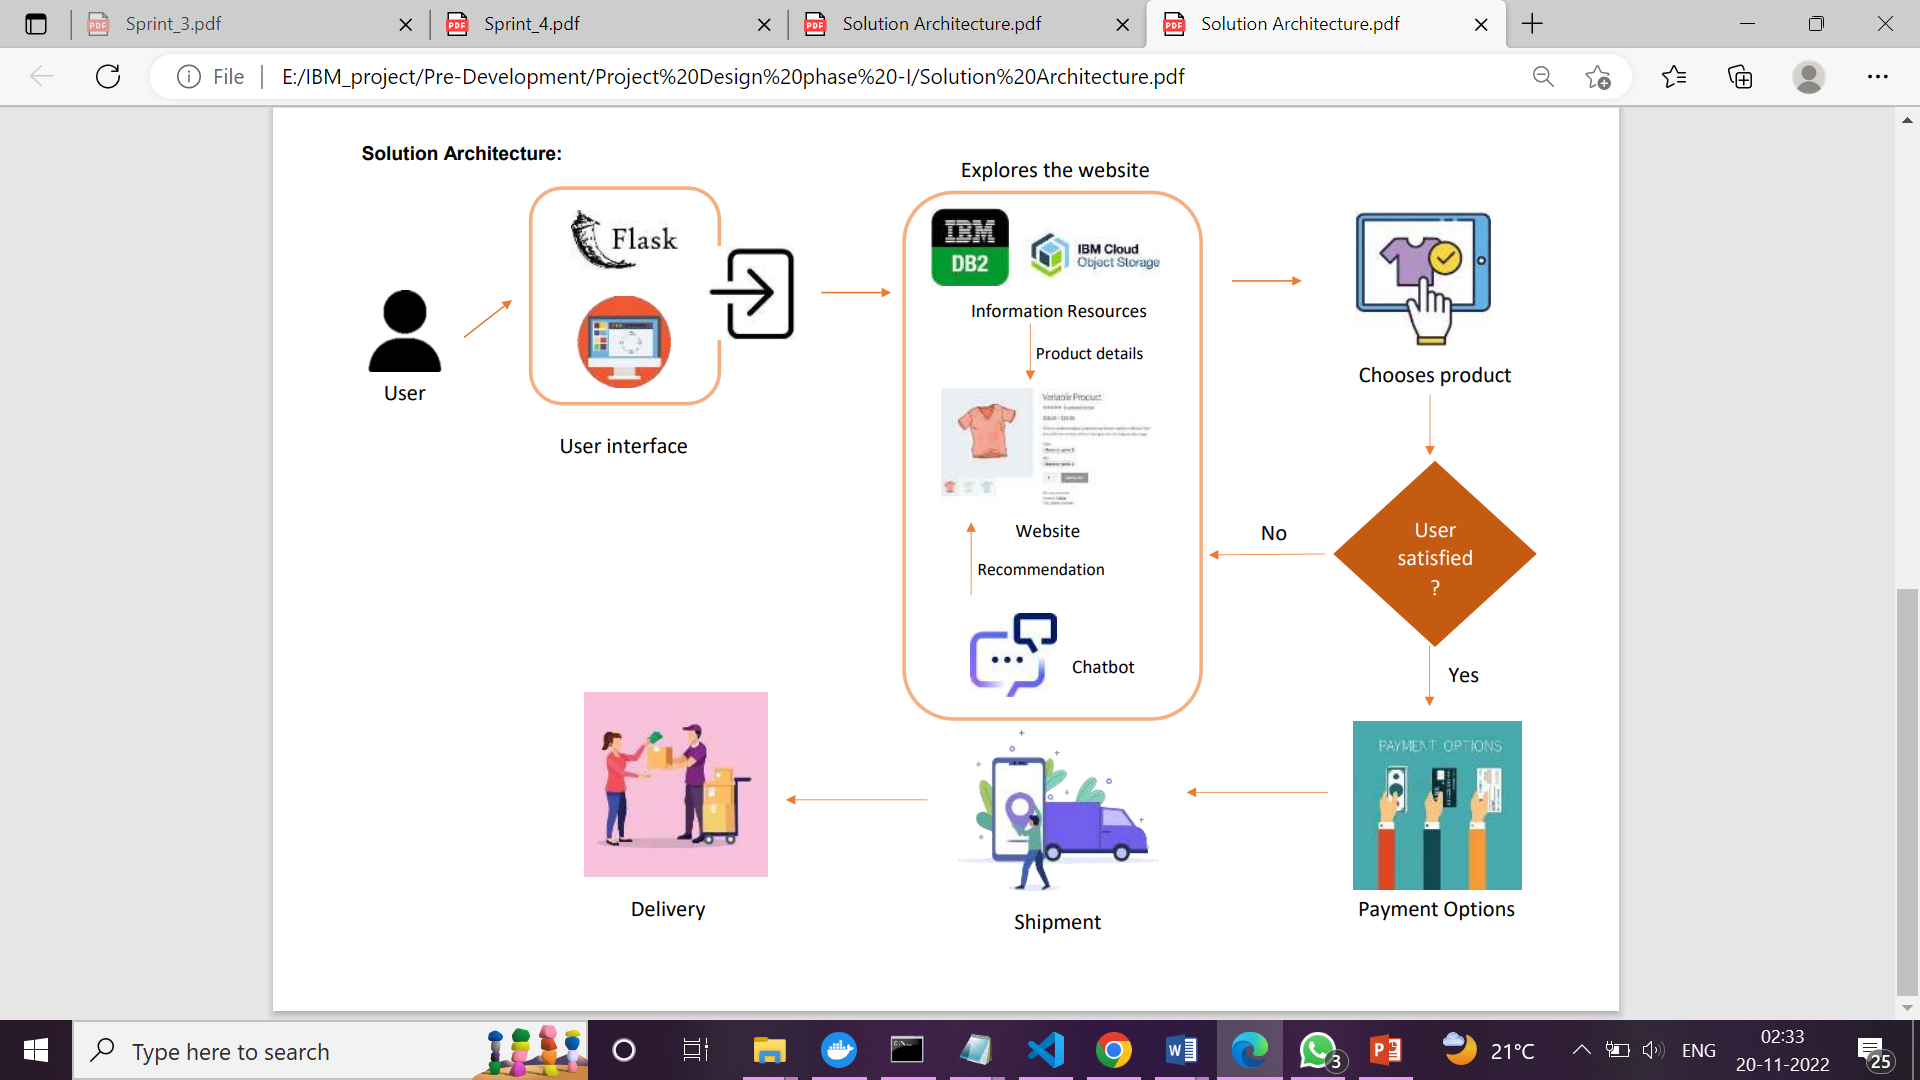 Sprint_3.pdf
Sprint_4.pdf
Solution Architecture.pdf
Solution Architecture.pdf
File
E:/IBM_project/Pre-Development/Project%20Design%20phase%20-I/Solution%20Architecture.pdf
Solution Architecture:
Explores the website
Flask
IBM
DB2
IBM Cloud
Object Storage
Information Resources
Product details
User
User interface
Chooses product
Variable Product
Website
Recommendation
Chatbot
No
User
satisfied
?
Yes
PAYMENT OPTIONS
Delivery
Shipment
Payment Options
Type here to search
3
21°C
ENG
02:33
20-11-2022
25